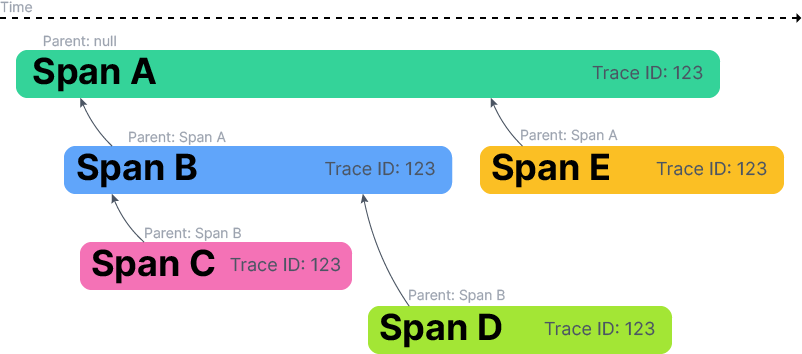 Time
Parent: null
Span A Trace ID: 123
Parent: Span A
Parent: Span A
Span B Trace ID: 123
Span E Trace ID: 123
Parent: Span B
Span C Trace ID: 123
Parent: Span B
Span D Trace ID: 123